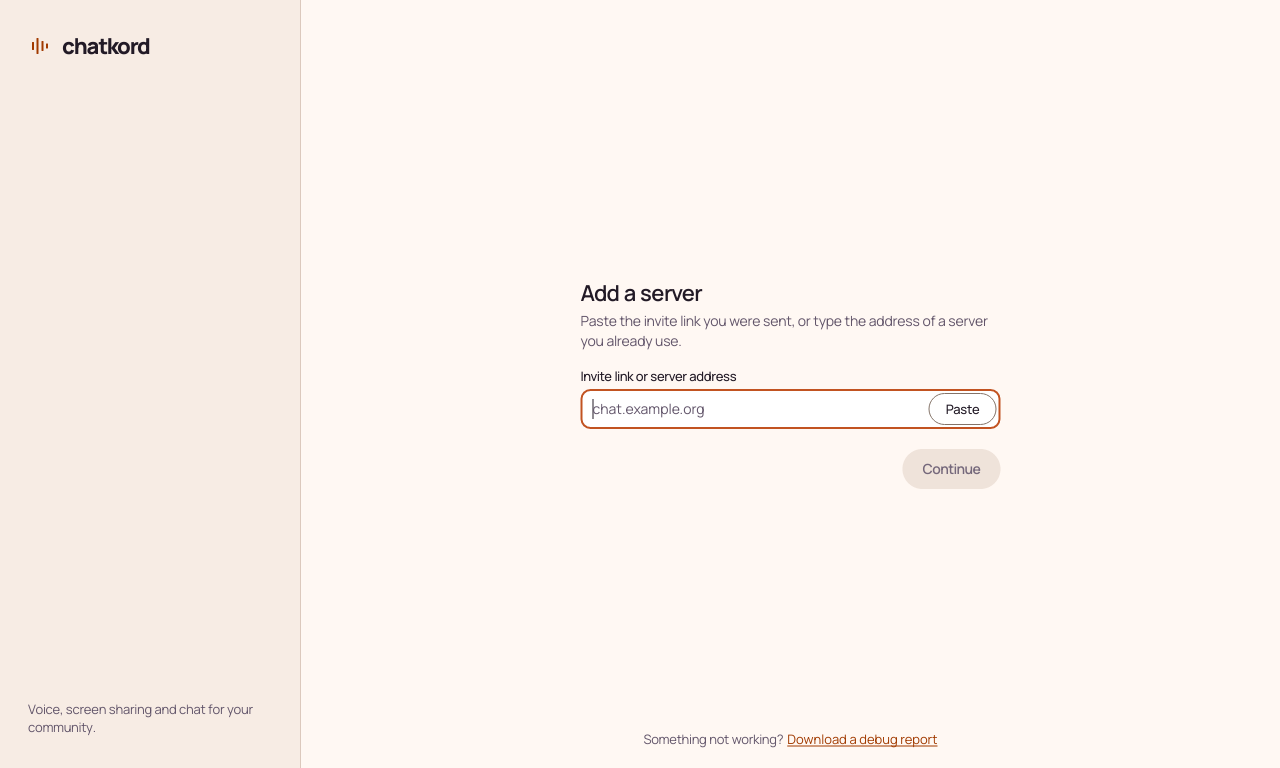 chatkord
Add a server
Paste the invite link you were sent, or type the address of a server
you already use.
Invite link or server address
chat.example.org
Paste
Continue
Voice, screen sharing and chat for your
community.
Something not working? Download a debug report